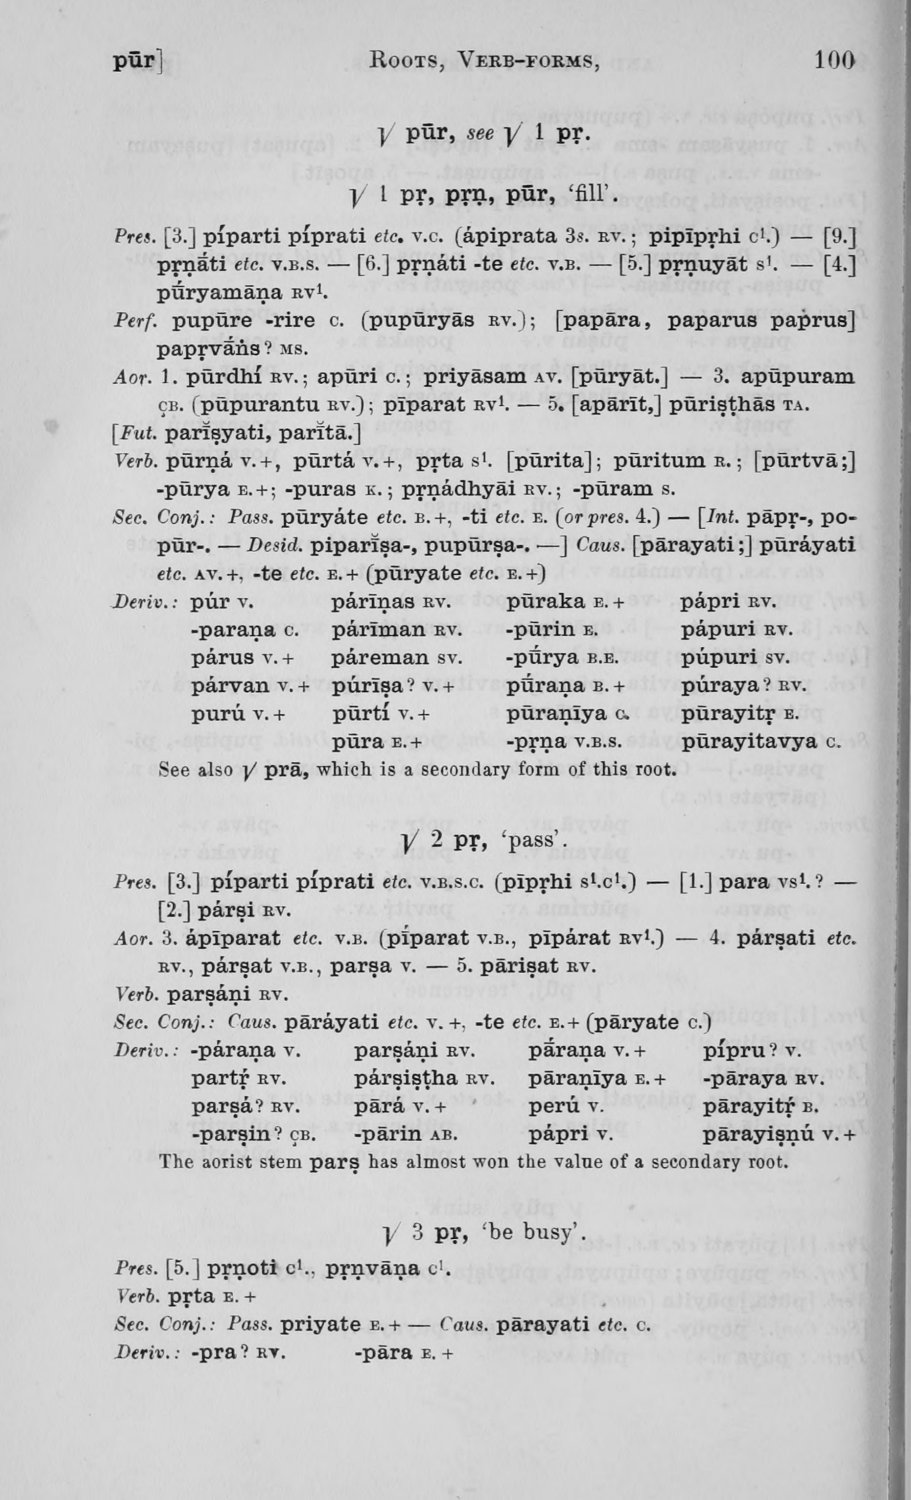 pūr]
Roots, Verb-forms,
100
√ pūr, see √ 1 pṛ.
√ 1 pṛ, pṛṇ, pūr, ‘fill’.
Pres. [3.] píparti píprati etc. v.c. (ápiprata 3s. RV.; pipīpṛhi c¹.) — [9.]
pṛṇā́ti etc. v.B.s. — [6.] pṛṇáti -te etc. v.B. — [5.] pṛṇuyāt s¹. — [4.]
pū́ryamāṇa RV¹.
Perf. pupūre -rire c. (pupūryās RV.); [papāra, paparus paprus]
papṛvā́ṅs? MS.
Aor. 1. pūrdhí RV.; apūri c.; priyāsam AV. [pūryāt.] — 3. apūpuram
ÇB. (pūpurantu RV.); pīparat RV¹. — 5. [apārīt,] pūriṣṭhās TA.
[Fut. parī̆ṣyati, parī̆tā.]
Verb. pūrṇá v.+, pūrtá v.+, pṛta s¹. [pūrita]; pūritum R.; [pūrtvā;]
-pūrya E.+; -puras K.; pṛṇádhyāi RV.; -pūram s.
Sec. Conj.: Pass. pūryáte etc. B.+, -ti etc. E. (or pres. 4.) — [Int. pāpṛ-, po-
pūr-. — Desid. piparī̆ṣa-, pupūrṣa-. —] Caus. [pārayati;] pūráyati
etc. AV.+, -te etc. E.+ (pūryate etc. E.+)
Deriv.: púr v. párīṇas RV. pūraka E.+ pápri RV.
-paraṇa c. páríman RV. -pūrin E. pápuri RV.
párus v.+ páreman SV. -pū́rya B.E. púpuri SV.
párvan v.+ púrīṣa? v.+ pū́raṇa B.+ púraya? RV.
purú v.+ pūrtí v.+ pūraṇīya c. pūrayitṛ E.
pūra E.+ -pṛṇa v.B.s. pūrayitavya c.
See also √ prā, which is a secondary form of this root.
√ 2 pṛ, ‘pass’.
Pres. [3.] píparti píprati etc. v.B.s.c. (pīpṛhi s¹.c¹.) — [1.] para vs¹.? —
[2.] párṣi RV.
Aor. 3. ápīparat etc. v.B. (pī́parat v.B., pīpárat RV¹.) — 4. párṣati etc.
RV., párṣat v.B., parṣa v. — 5. pāriṣat RV.
Verb. parṣáṇi RV.
Sec. Conj.: Caus. pāráyati etc. v.+, -te etc. E.+ (pāryate c.)
Deriv.: -páraṇa v. parṣáṇi RV. pā́raṇa v.+ pípru? v.
partṛ́ RV. párṣiṣṭha RV. pāraṇīya E.+ -pāraya RV.
parṣá? RV. pārá v.+ perú v. pārayitṛ́ B.
-parṣin? ÇB. -pārin AB. pápri v. pārayiṣṇú v.+
The aorist stem parṣ has almost won the value of a secondary root.
√ 3 pṛ, ‘be busy’.
Pres. [5.] pṛṇoti c¹., pṛṇvāṇa c¹.
Verb. pṛta E.+
Sec. Conj.: Pass. priyate E.+ — Caus. pārayati etc. c.
Deriv.: -pra? RV. -pāra E.+